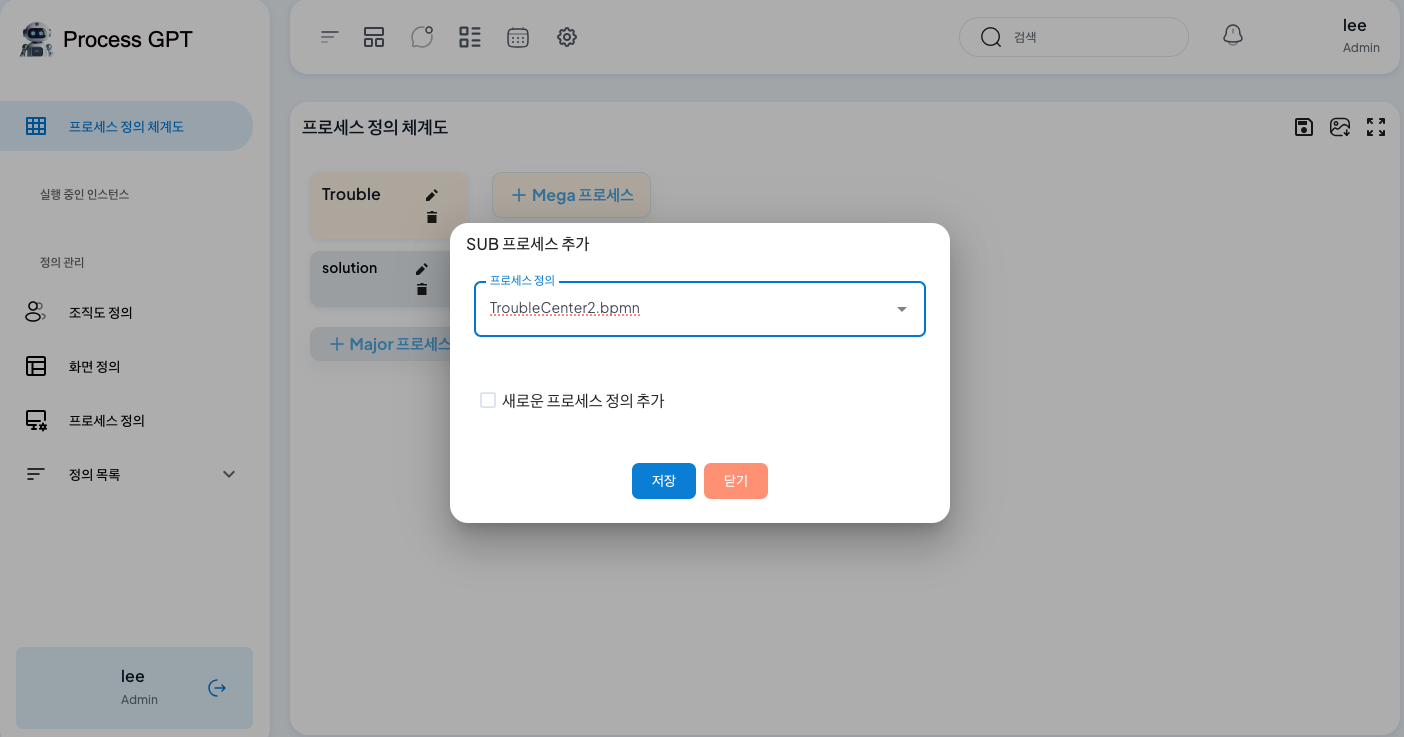 Process GPT
프로세스 정의 체계도
실행 중인 인스턴스
정의 관리
조직도 정의
화면 정의
프로세스 정의
정의 목록
lee
Admin
검색
lee
Admin
프로세스 정의 체계도
Trouble
+ Mega 프로세스
solution
+ Major 프로세스
SUB 프로세스 추가
프로세스 정의
TroubleCenter2.bpmn
새로운 프로세스 정의 추가
저장 닫기